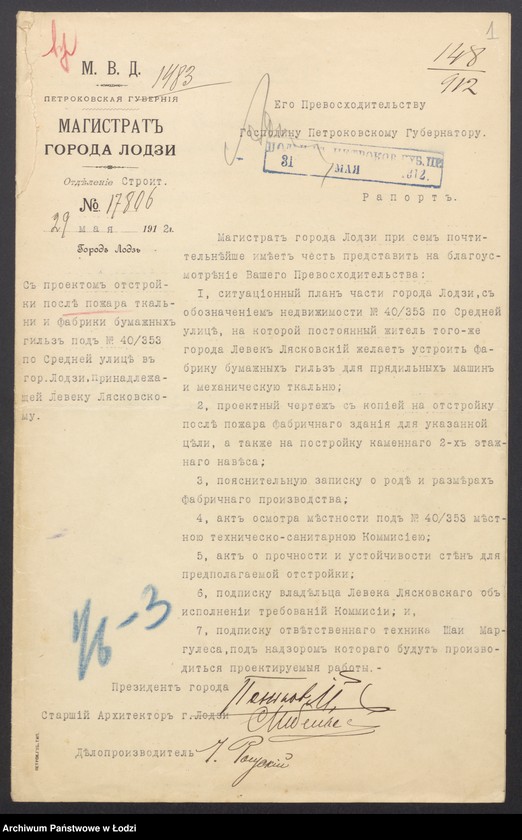 1
148
912
М. В. Д.
1483
ПЕТРОКОВСКАЯ ГУБЕРНІЯ
МАГИСТРАТЪ
ГОРОДА ЛОДЗИ
Отдѣленіе Строит.
№ 17806
29 мая 1912г.
Городъ Лодзь
Его Превосходительству
Господину Петроковскому Губернатору.
31 МАЯ 1912
Рапортъ.
Съ проектомъ отстрой-
ни послѣ пожара ткаль-
ни и фабрики бумажныхъ
гильзъ подъ № 40/353
по Средней улицѣ въ
гор.Лодзи.Принадлежа-
щей Левеку Лясковско-
му.
Магистратъ города Лодзи при семъ почти-
тельнѣйше имѣетъ честь представить на благоус-
мотрѣніе Вашего Превосходительства:
I, ситуаціонный планъ части города Лодзи,съ
обозначеніемъ недвижимости № 40/353 по Средней
улицѣ, на которой постоянный житель того-же
города Левекъ Лясковскій желаетъ устроить фа-
брику бумажныхъ гильзъ для прядильныхъ машинъ
и механическую ткальню;
2, проектный чертежъ съ копіей на отстройку
послѣ пожара фабричнаго зданія для указанной
цѣли, а также на постройку каменнаго 2-хъ этаж-
наго навѣса;
3, пояснительную записку о родѣ и размѣрахъ
фабричнаго производства;
4, актъ осмотра мѣстности подъ № 40/353 мѣст-
ною техническо-санитарною Коммисіею;
5, актъ о прочности и устойчивости стѣнъ для
предполагаемой отстройки;
6, подписку владѣльца Левека Лясковскаго объ
исполненіи требованій Коммисіи; и,
7, подписку отвѣтственнаго техника Шаи Мар-
гулеса,подъ надзоромъ котораго будутъ произво-
диться проектируемыя работы.-
Президентъ города
Старшій Архитекторъ г.Лодзи
Дѣлопроизводитель
Archiwum Państwowe w Łodzi